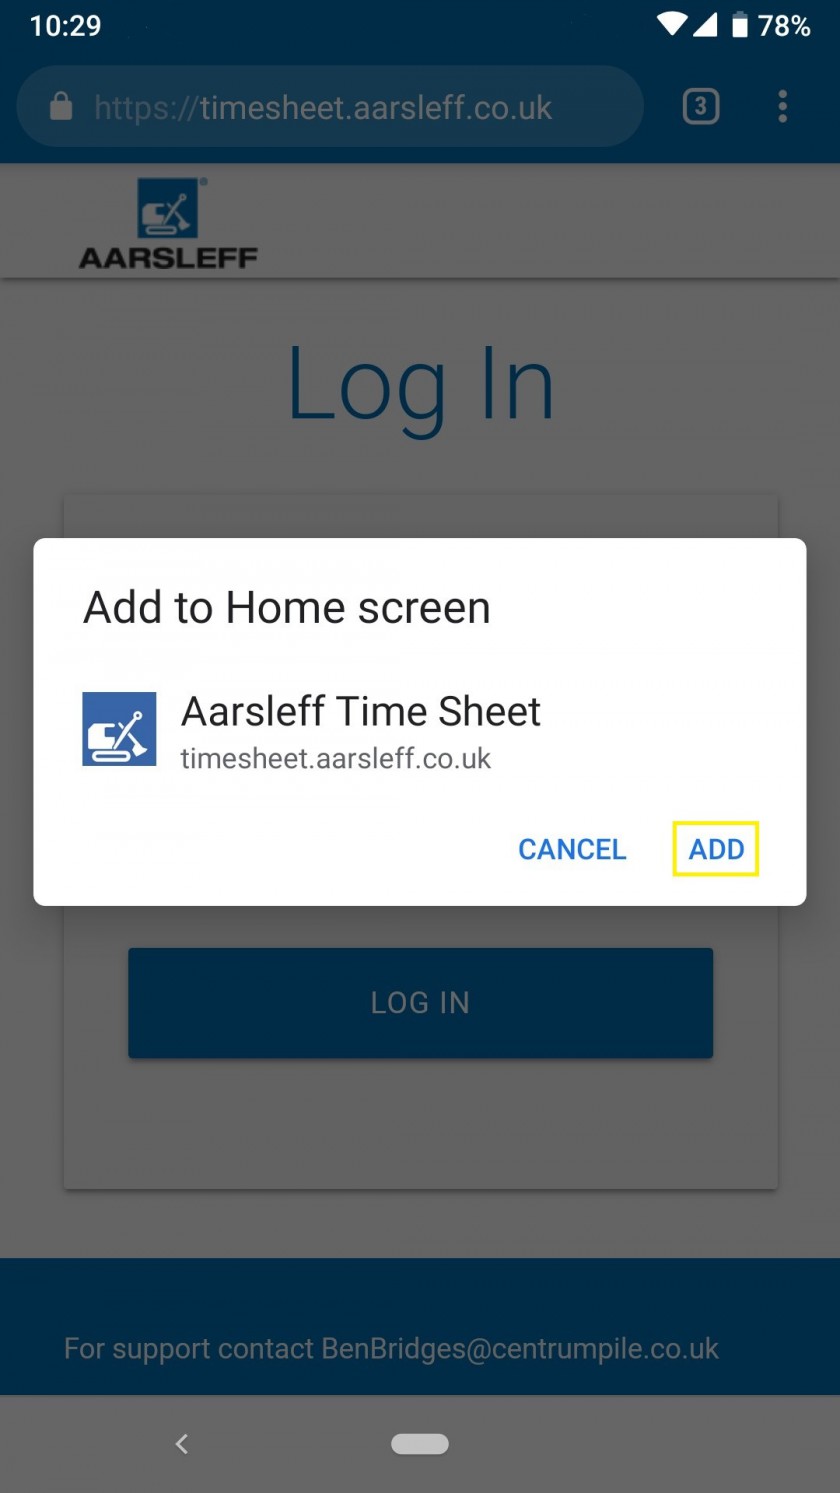 10:29
78%
https://timesheet.aarsleff.co.uk
3
AARSLEFF
Log In
Add to Home screen
Aarsleff Time Sheet
timesheet.aarsleff.co.uk
CANCEL
ADD
LOG IN
For support contact BenBridges@centrumpile.co.uk